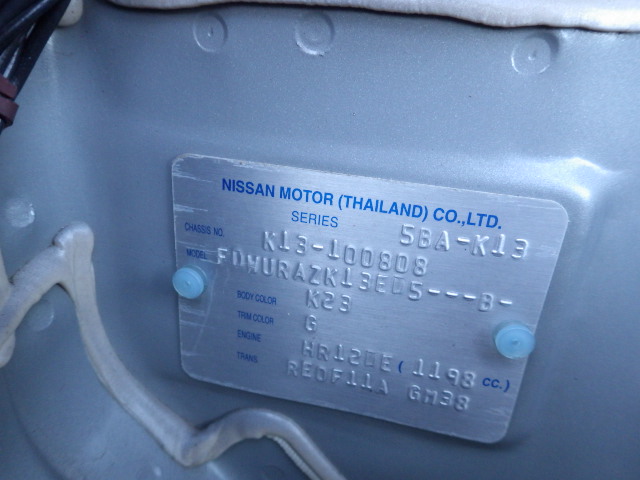 NISSAN MOTOR (THAILAND) CO.,LTD.
SERIES 5BA-K13
CHASSIS NO. K13-100808
MODEL FDWURAZK13EDS---B-
BODY COLOR K23
TRIM COLOR G
ENGINE HR12DE ( 1198 CC.)
TRANS. RE0F11A GM38